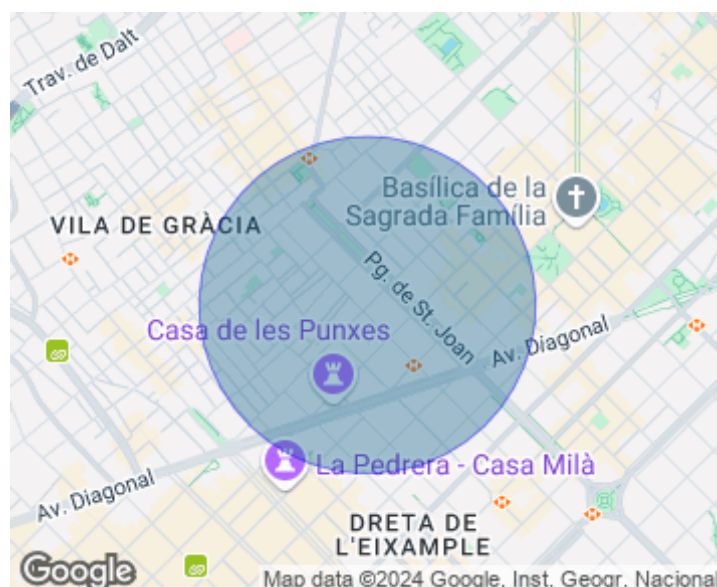 Trav. de Dalt
Basílica de la
Sagrada Família
VILA DE GRÀCIA
Pg. de St. Joan
Casa de les Punxes
Av. Diagonal
La Pedrera - Casa Milà
Av. Diagonal
DRETA DE
L'EIXAMPLE
Google
Map data ©2024 Google, Inst. Geogr. Nacional